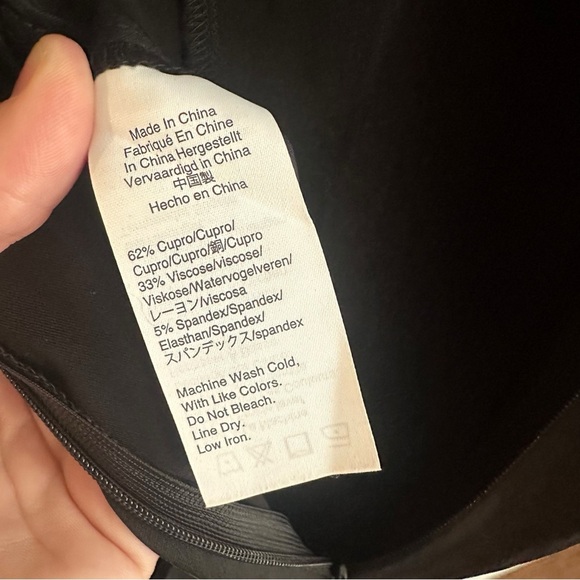 Made In China
Fabriqué En Chine
In China Hergestellt
Vervaardigd in China
中国製
Hecho en China
62% Cupro/Cupro/
Cupro/Cupro/銅/Cupro
33% Viscose/viscose/
Viskose/Watervogelveren/
レーヨン/viscosa
5% Spandex/Spandex/
Elasthan/Spandex/
スパンデックス/spandex
Machine Wash Cold,
With Like Colors.
Do Not Bleach.
Line Dry.
Low Iron.